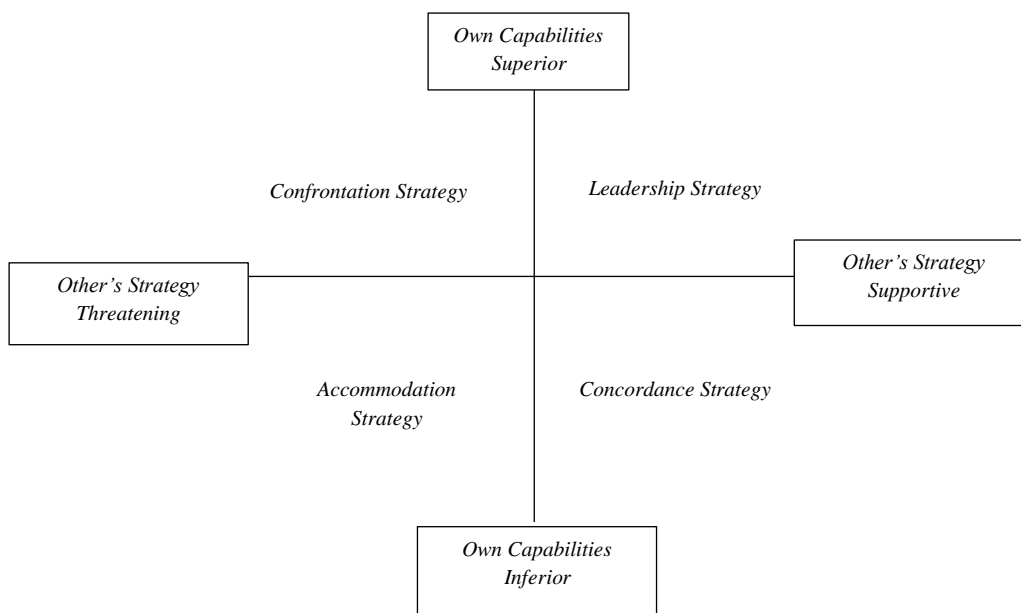 Own Capabilities
Superior
Confrontation Strategy
Leadership Strategy
Other’s Strategy
Threatening
Other’s Strategy
Supportive
Accommodation
Strategy
Concordance Strategy
Own Capabilities
Inferior